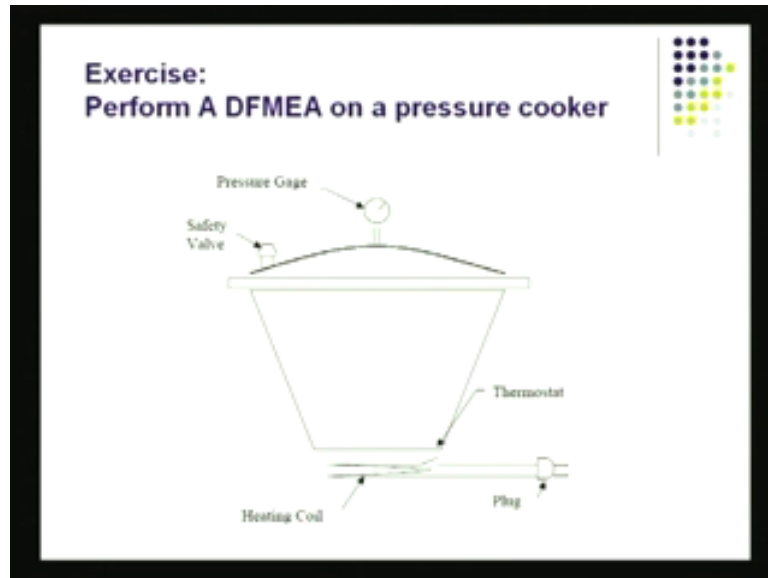 Exercise:
Perform A DFMEA on a pressure cooker
Pressure Gage
Safety
Valve
Thermostat
Plug
Heating Coil